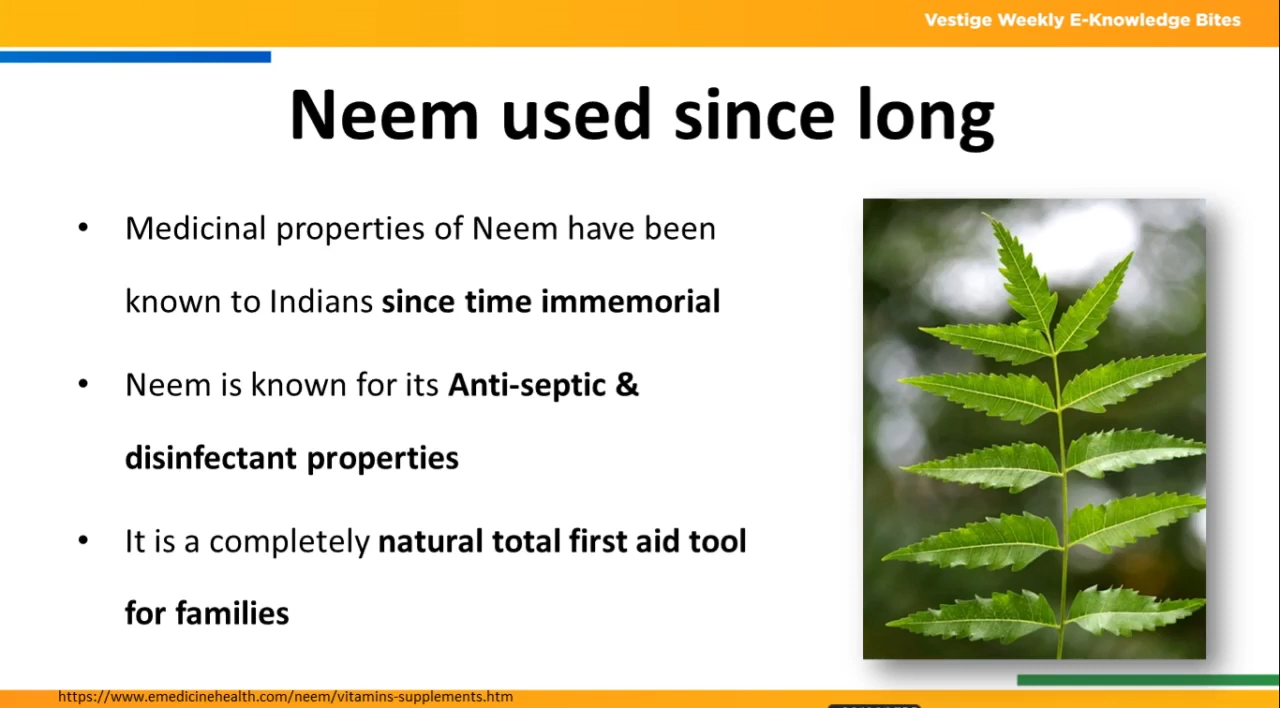 Vestige Weekly E-Knowledge Bites
Neem used since long
• Medicinal properties of Neem have been
known to Indians since time immemorial
• Neem is known for its Anti-septic &
disinfectant properties
• It is a completely natural total first aid tool
for families
https://www.emedicinehealth.com/neem/vitamins-supplements.htm